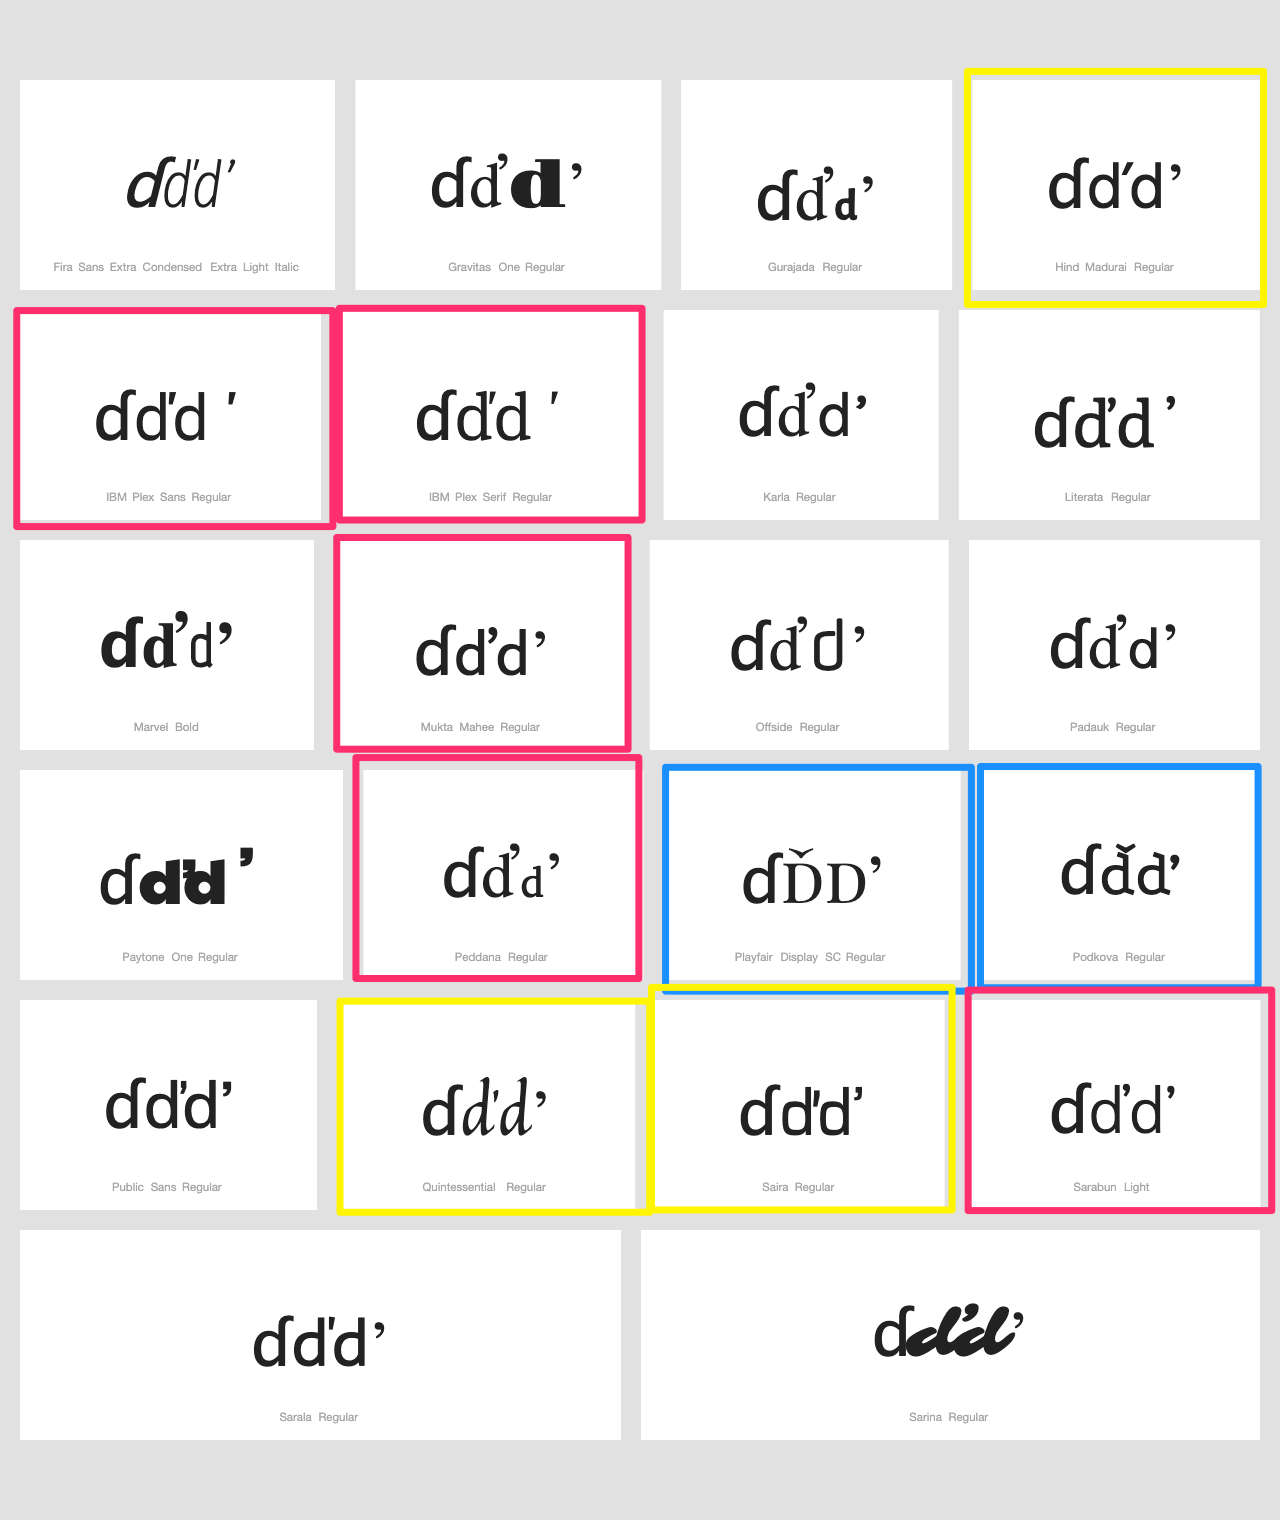 ɗďd’
Fira Sans Extra Condensed Extra Light Italic
ɗďd’
Gravitas One Regular
ɗďd’
Gurajada Regular
ɗďd’
Hind Madurai Regular
ɗďd ′
IBM Plex Sans Regular
ɗďd ′
IBM Plex Serif Regular
ɗďd’
Karla Regular
ɗďd’
Literata Regular
ɗďd’
Marvel Bold
ɗďd’
Mukta Mahee Regular
ɗďd’
Offside Regular
ɗďd’
Padauk Regular
ɗďd’
Paytone One Regular
ɗďd’
Peddana Regular
ɗĎD’
Playfair Display SC Regular
ɗďd’
Podkova Regular
ɗďd’
Public Sans Regular
ɗďd’
Quintessential Regular
ɗďd’
Saira Regular
ɗďd’
Sarabun Light
ɗďd’
Sarala Regular
ɗďd’
Sarina Regular